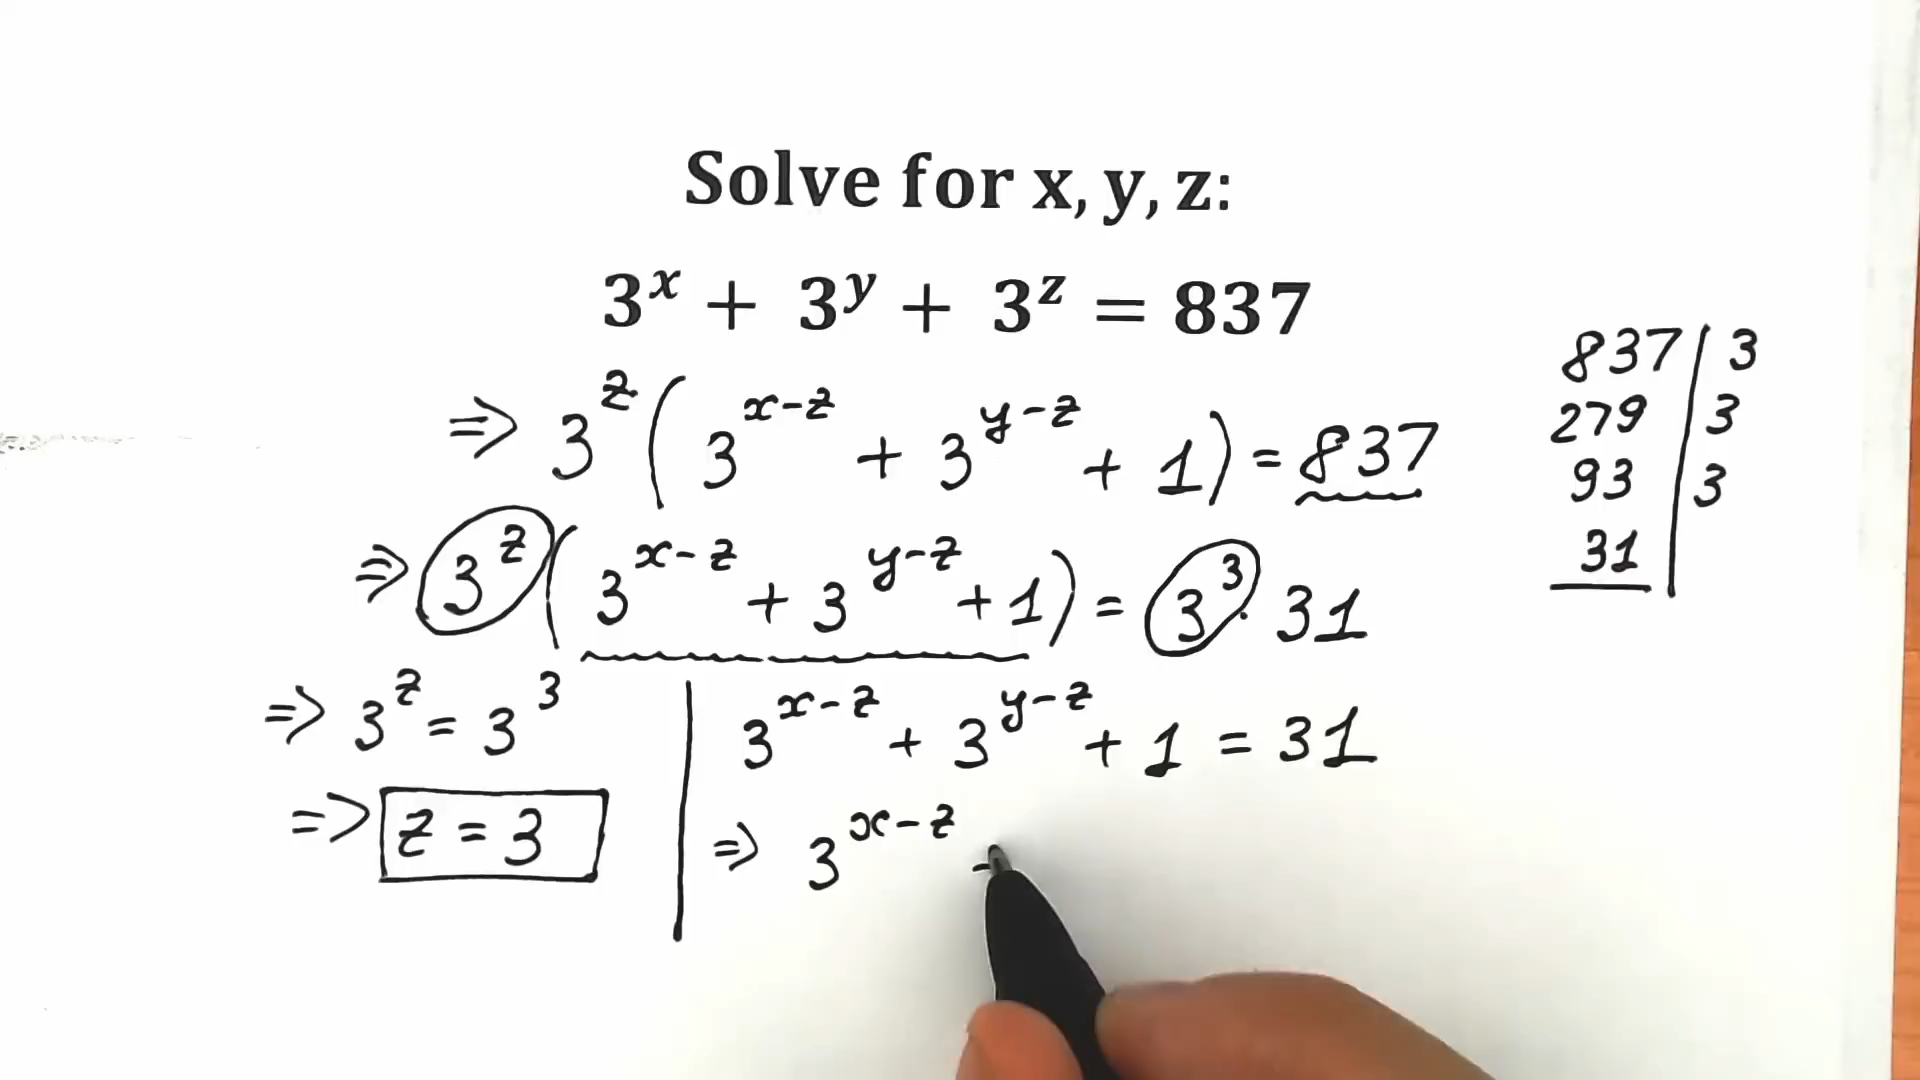 Solve for x, y, z:
3^x + 3^y + 3^z = 837
⇒ 3^z (3^(x-z) + 3^(y-z) + 1) = 837
⇒ 3^z (3^(x-z) + 3^(y-z) + 1) = 3^3 · 31
⇒ 3^z = 3^3
⇒ z = 3
3^(x-z) + 3^(y-z) + 1 = 31
⇒ 3^(x-z)
837 | 3
279 | 3
93 | 3
31